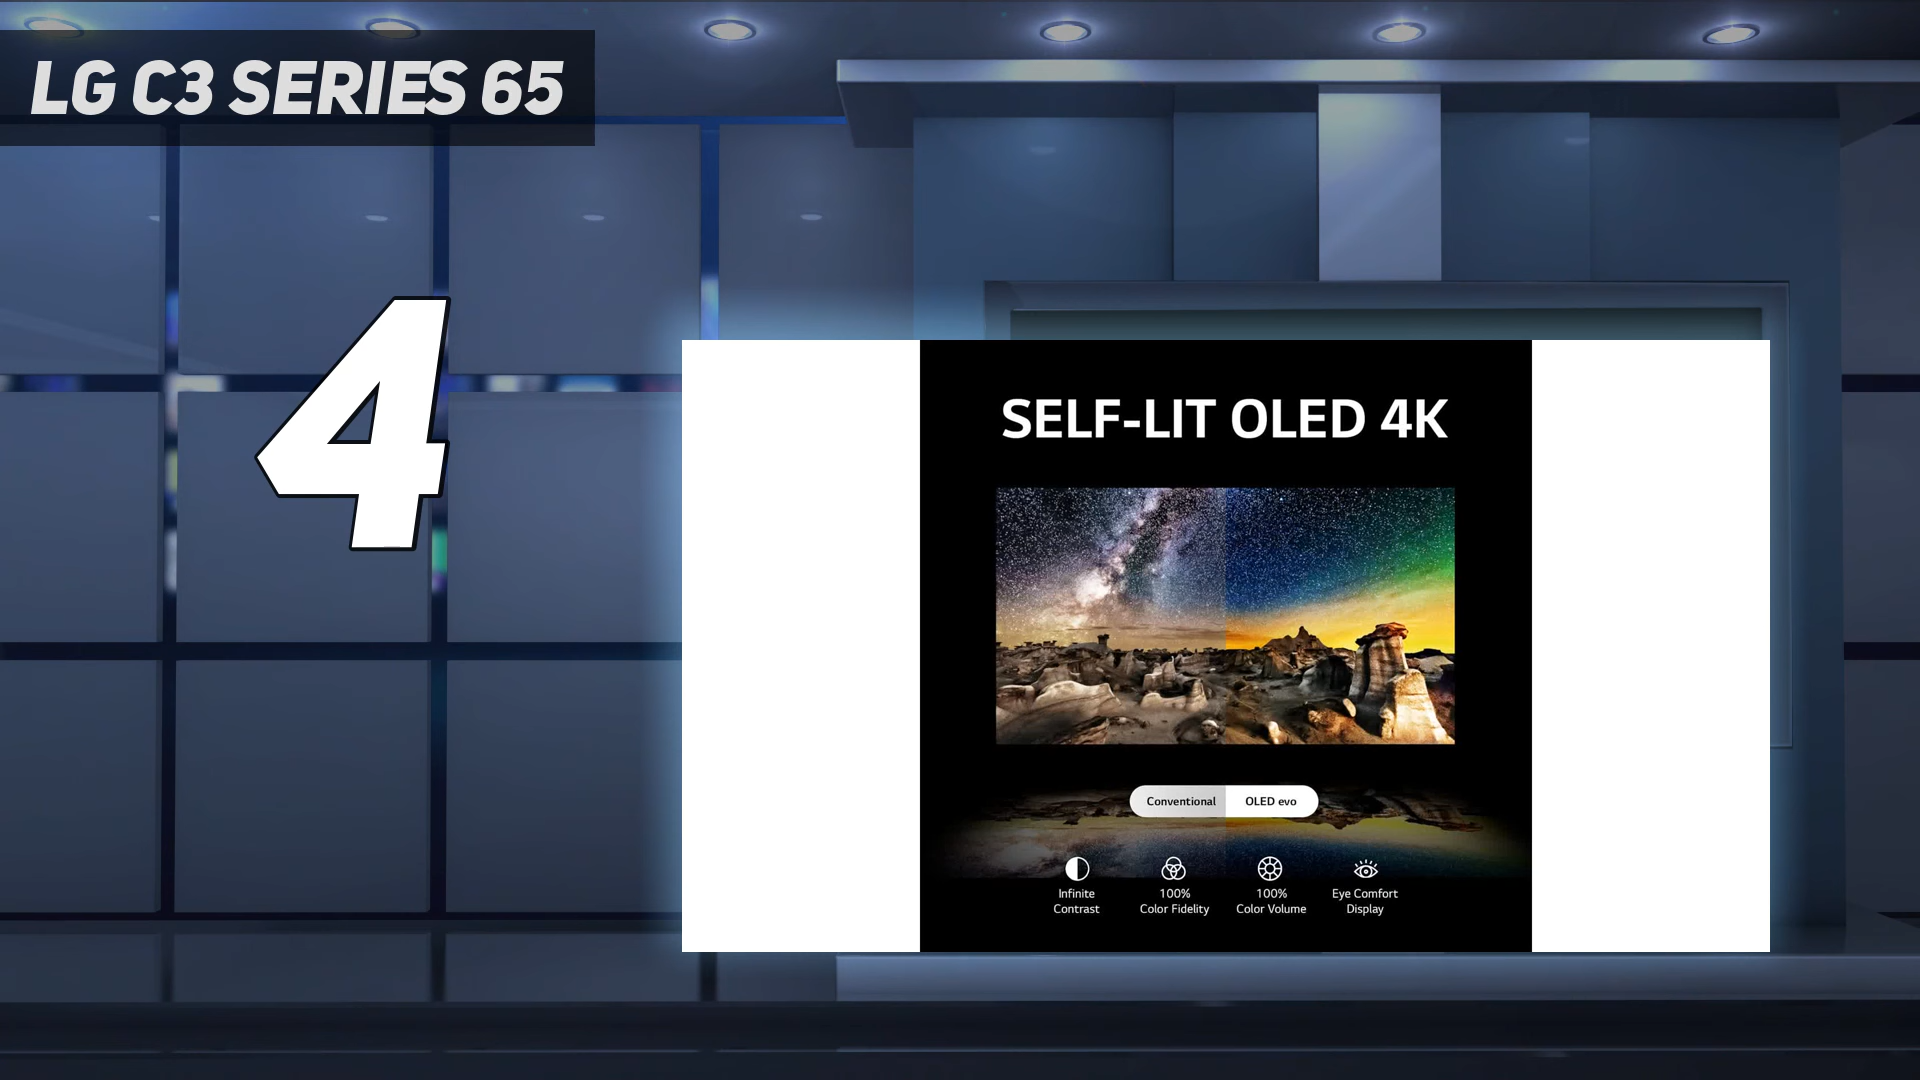 LG C3 SERIES 65
4
SELF-LIT OLED 4K
Conventional
OLED evo
Infinite
Contrast
100%
Color Fidelity
100%
Color Volume
Eye Comfort
Display